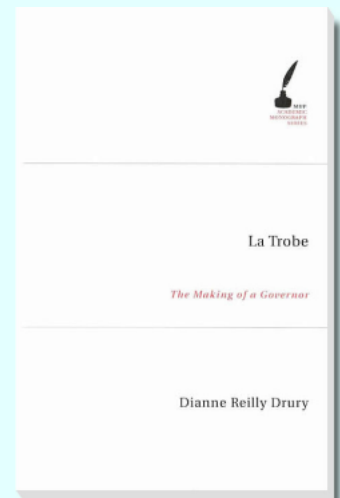 MUP
ACADEMIC
MONOGRAPH
SERIES
La Trobe
The Making of a Governor
Dianne Reilly Drury